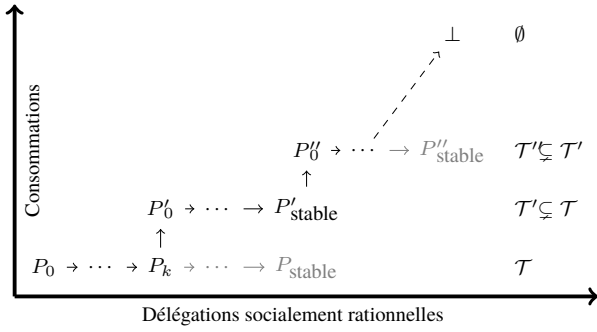 ⊥ ∅
P″₀ → ⋯ → P″stable 𝒯″⊊ 𝒯′
P′₀ → ⋯ → P′stable 𝒯′⊊ 𝒯
P₀ → ⋯ → Pₖ → ⋯ → Pstable 𝒯
Consommations
Délégations socialement rationnelles